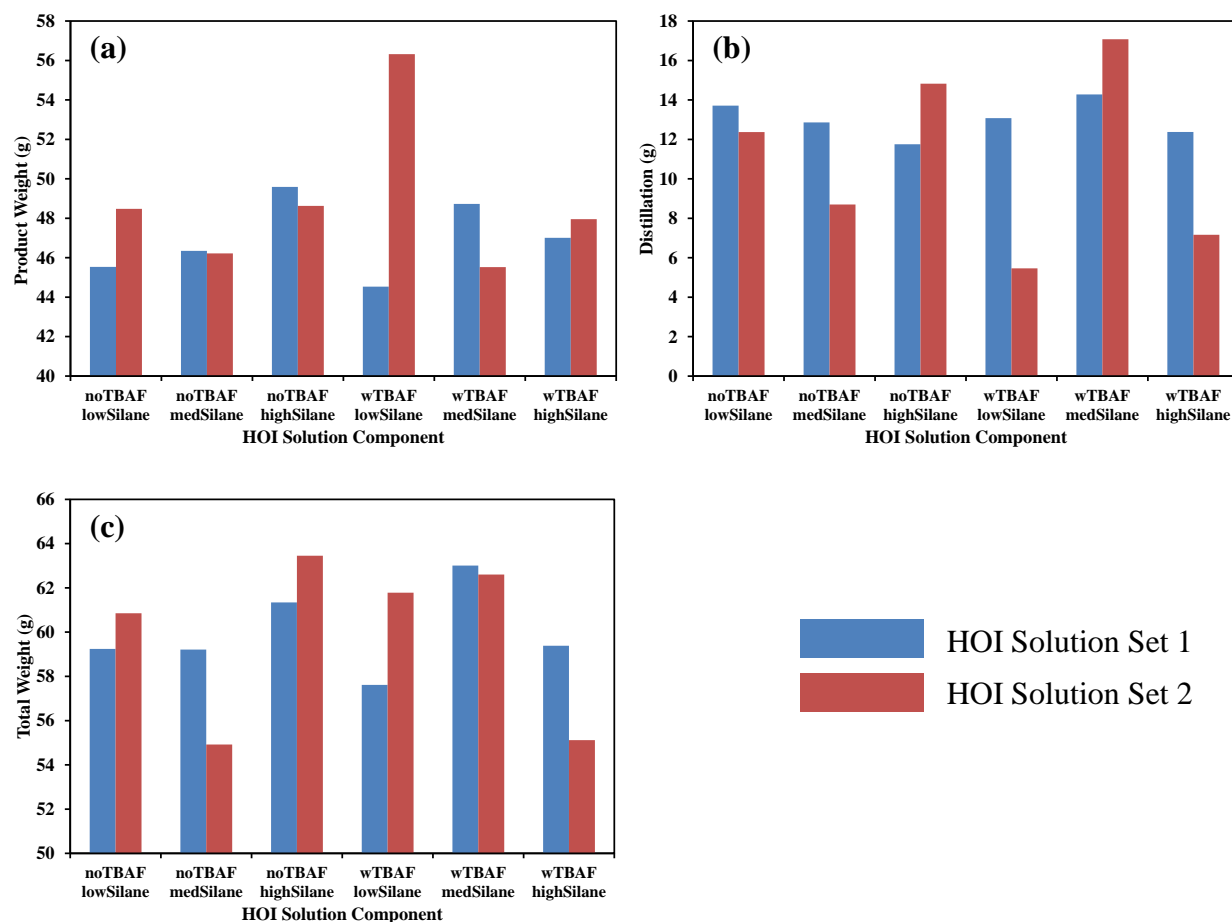 (a)
Product Weight (g)
58
56
54
52
50
48
46
44
42
40
noTBAF noTBAF noTBAF wTBAF wTBAF wTBAF
lowSilane medSilane highSilane lowSilane medSilane highSilane
HOI Solution Component
(b)
Distillation (g)
18
16
14
12
10
8
6
4
2
0
noTBAF noTBAF noTBAF wTBAF wTBAF wTBAF
lowSilane medSilane highSilane lowSilane medSilane highSilane
HOI Solution Component
(c)
Total Weight (g)
66
64
62
60
58
56
54
52
50
noTBAF noTBAF noTBAF wTBAF wTBAF wTBAF
lowSilane medSilane highSilane lowSilane medSilane highSilane
HOI Solution Component
HOI Solution Set 1
HOI Solution Set 2